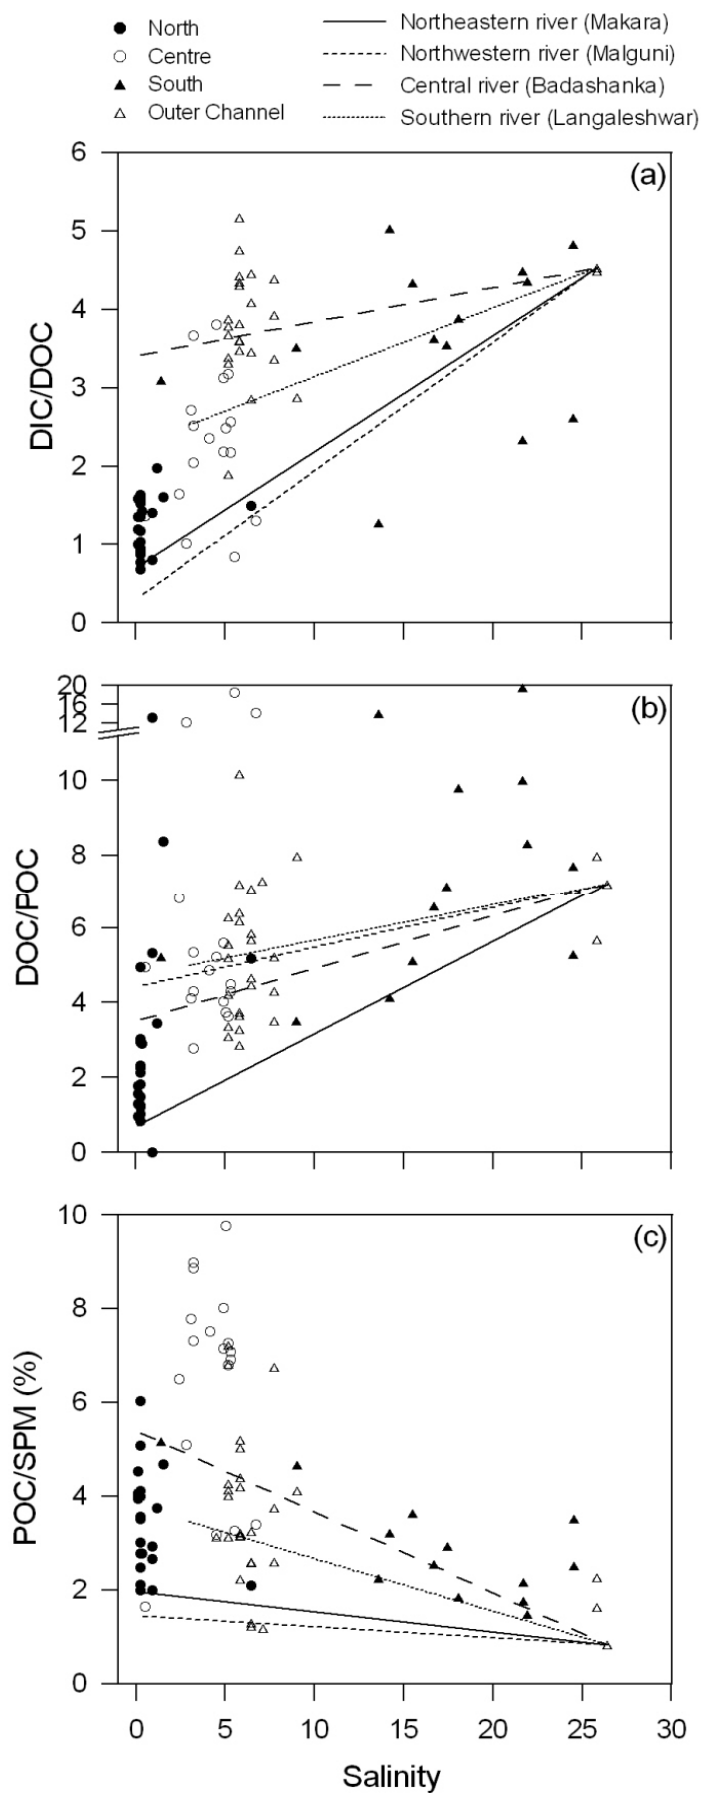 North
Centre
South
Outer Channel
Northeastern river (Makara)
Northwestern river (Malguni)
Central river (Badashanka)
Southern river (Langaleshwar)
(a)
6
5
4
3
2
1
0
DIC/DOC
(b)
20
16
12
10
8
6
4
2
0
DOC/POC
(c)
10
8
6
4
2
0
POC/SPM (%)
0 5 10 15 20 25 30
Salinity